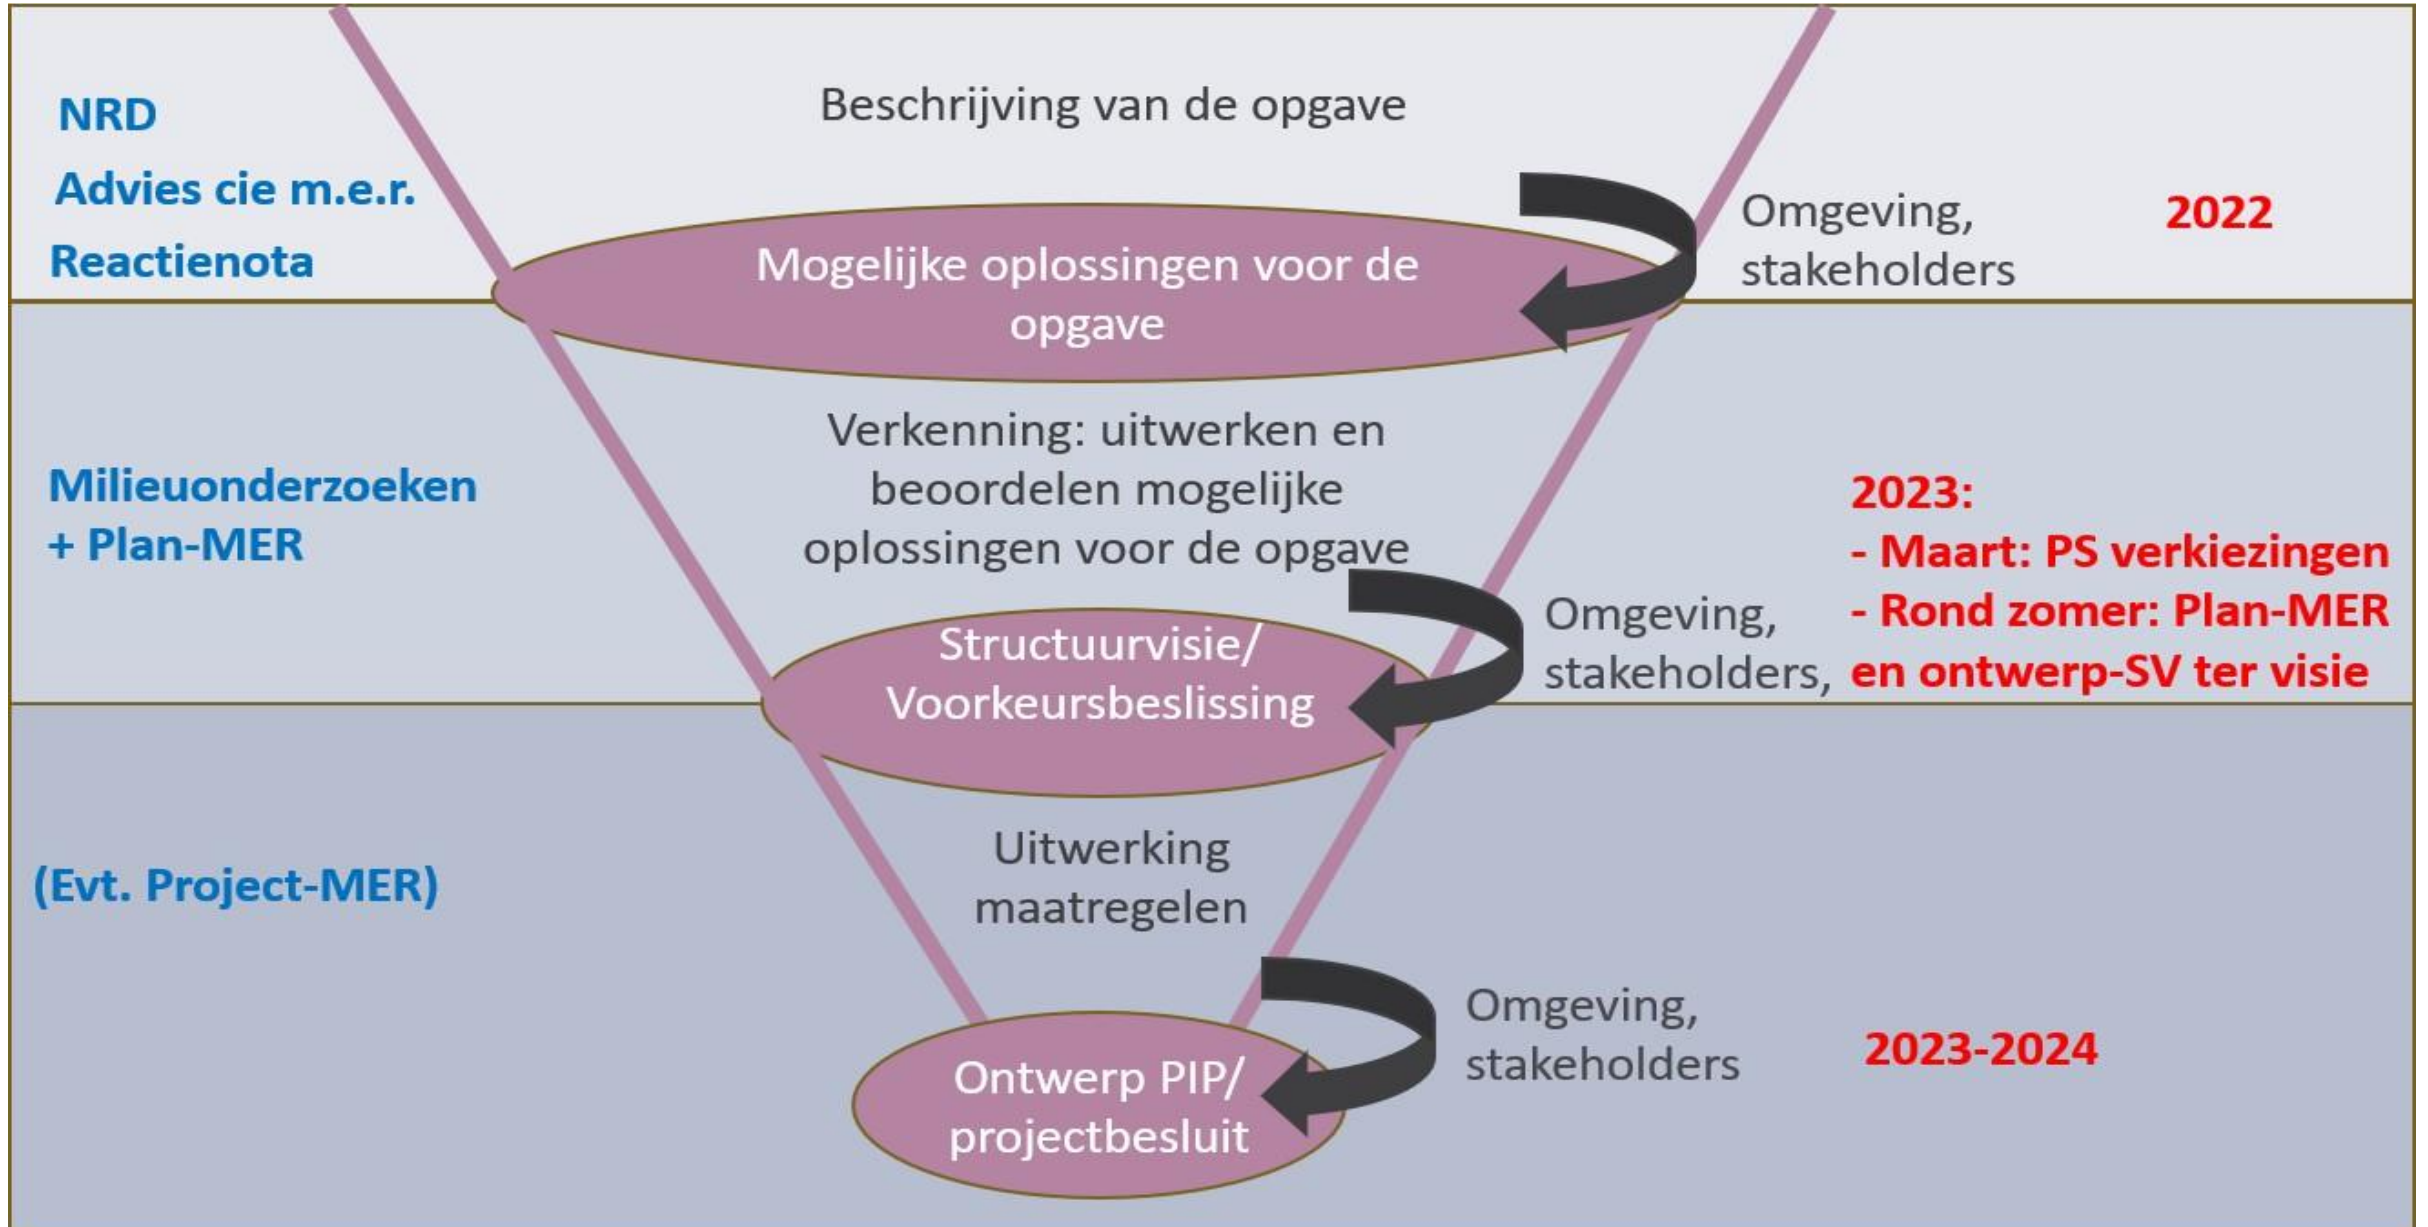 NRD
Advies cie m.e.r.
Reactienota
Beschrijving van de opgave
Mogelijke oplossingen voor de
opgave
Omgeving,
stakeholders
2022
Milieuonderzoeken
+ Plan-MER
Verkenning: uitwerken en
beoordelen mogelijke
oplossingen voor de opgave
Structuurvisie/
Voorkeursbeslissing
Omgeving,
stakeholders,
2023:
- Maart: PS verkiezingen
- Rond zomer: Plan-MER
en ontwerp-SV ter visie
(Evt. Project-MER)
Uitwerking
maatregelen
Ontwerp PIP/
projectbesluit
Omgeving,
stakeholders
2023-2024